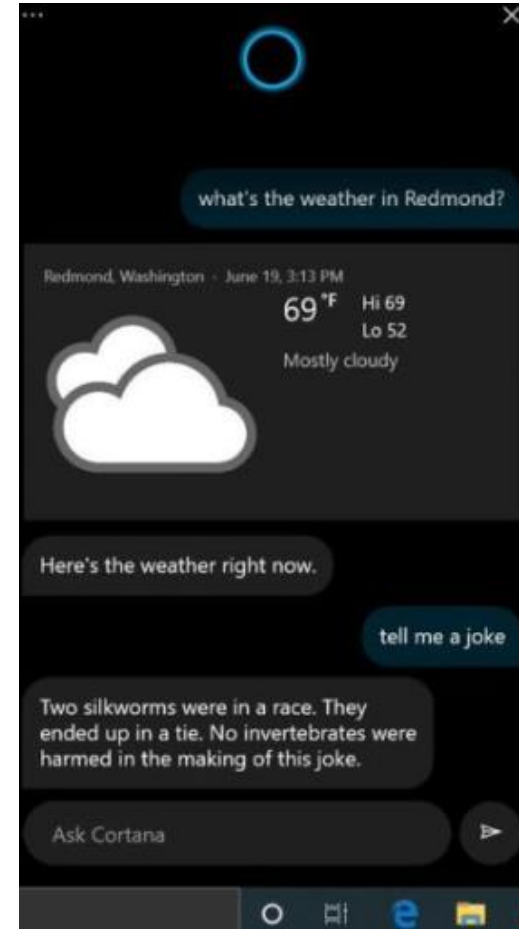 what's the weather in Redmond?
Redmond, Washington - June 19, 3:13 PM
69 °F
Hi 69
Lo 52
Mostly cloudy
Here's the weather right now.
tell me a joke
Two silkworms were in a race. They
ended up in a tie. No invertebrates were
harmed in the making of this joke.
Ask Cortana